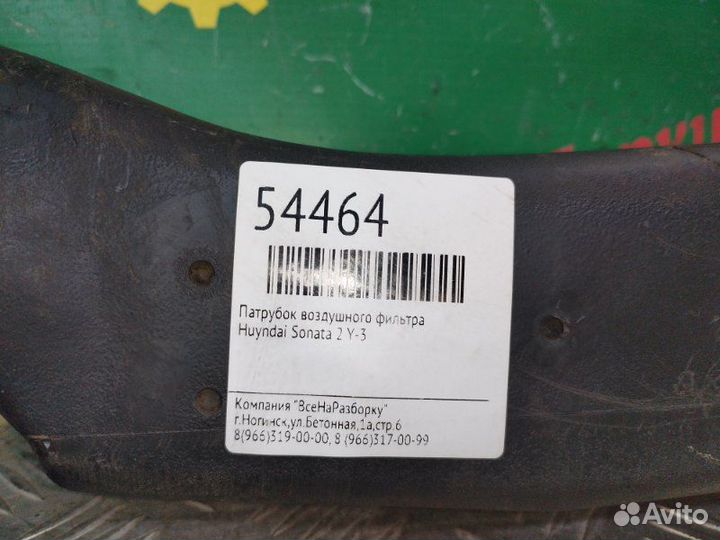 54464
Патрубок воздушного фильтра
Huyndai Sonata 2 Y-3
Компания "ВсеНаРазборку"
г.Ногинск,ул.Бетонная,1а,стр.6
8(966)319-00-00, 8 (966)317-00-99
Avito